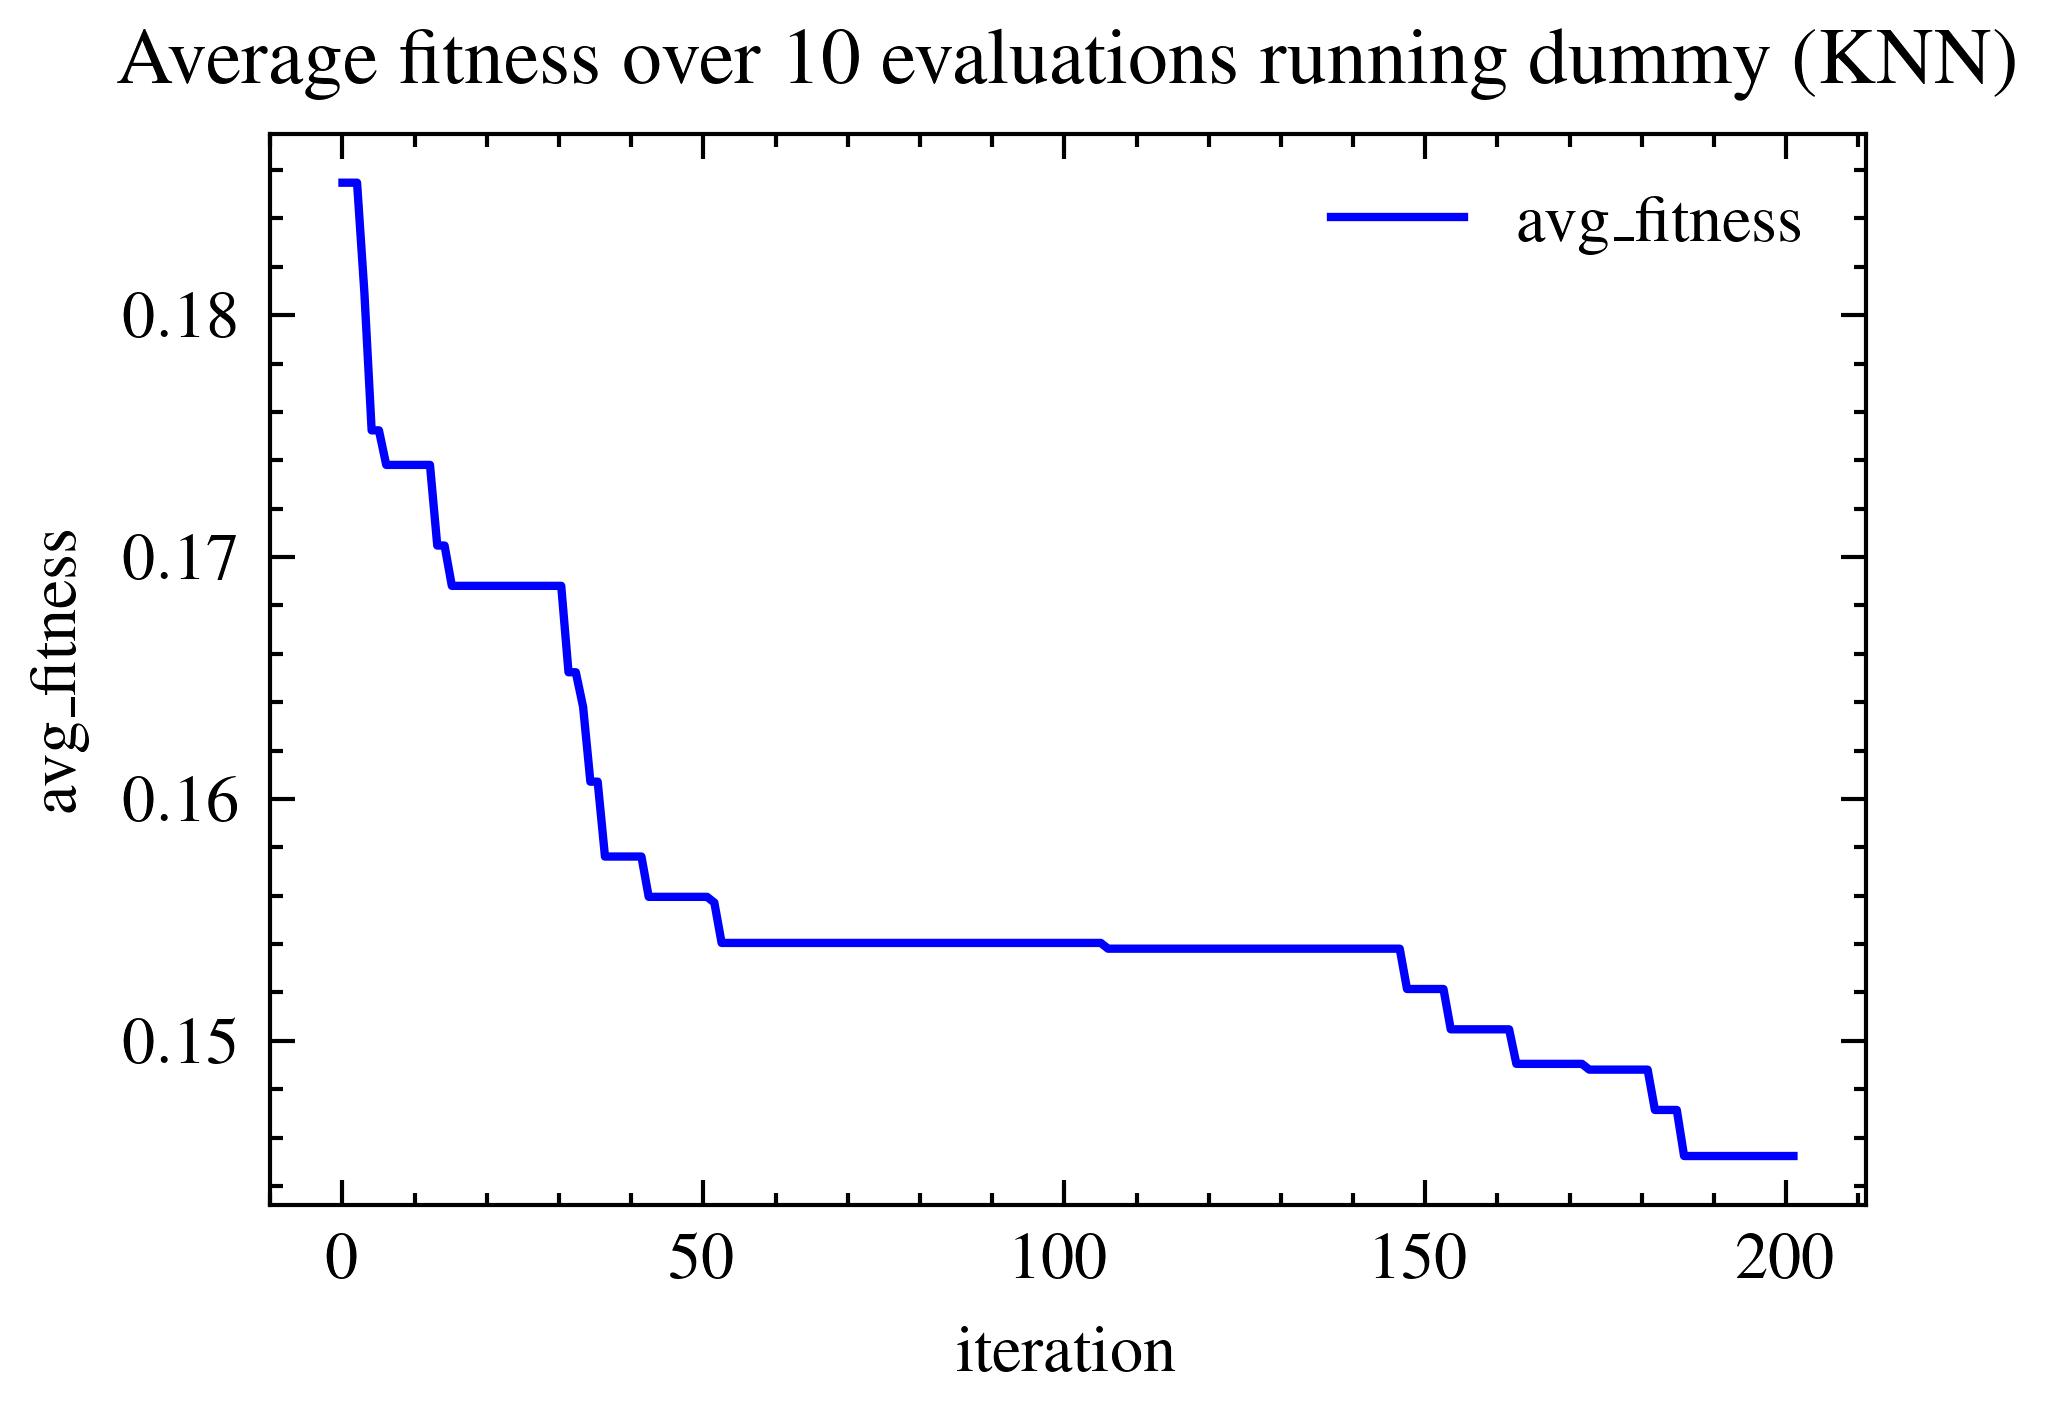 Average fitness over 10 evaluations running dummy (KNN)
avg_fitness
0.18
0.17
0.16
0.15
avg_fitness
0 50 100 150 200
iteration